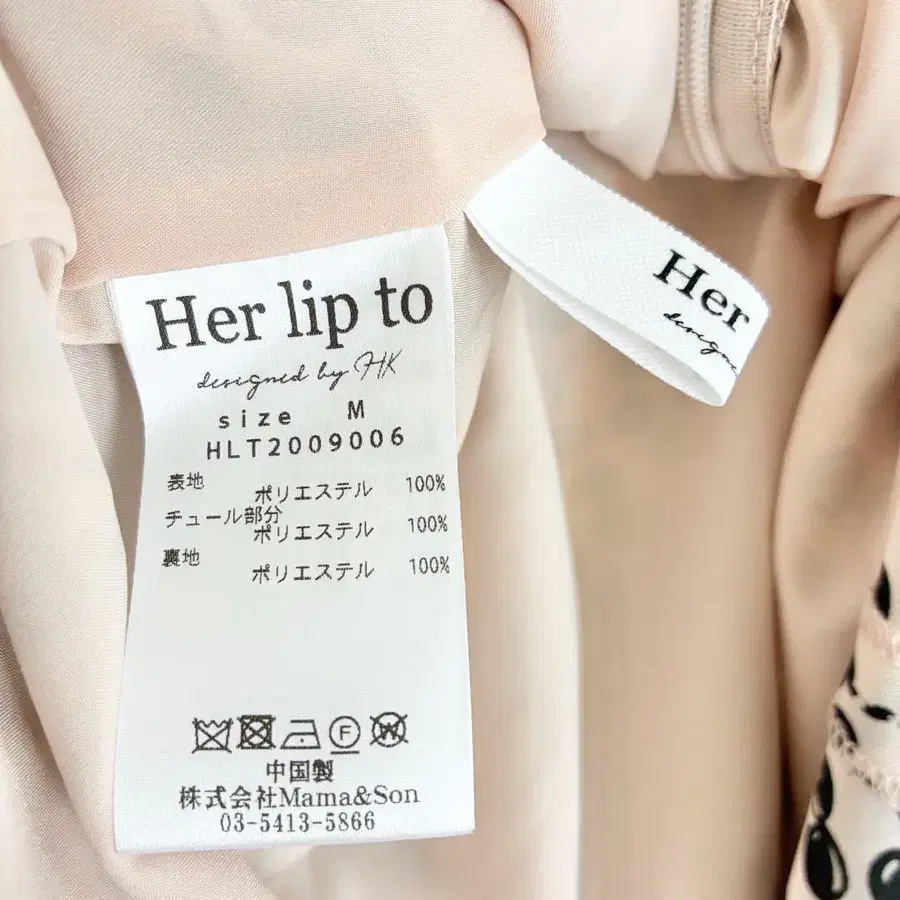 Her lip to
designed by HK
size M
HLT2009006
表地
ポリエステル 100%
チュール部分
ポリエステル 100%
裏地
ポリエステル 100%
F
W
中国製
株式会社Mama&Son
03-5413-5866
Her